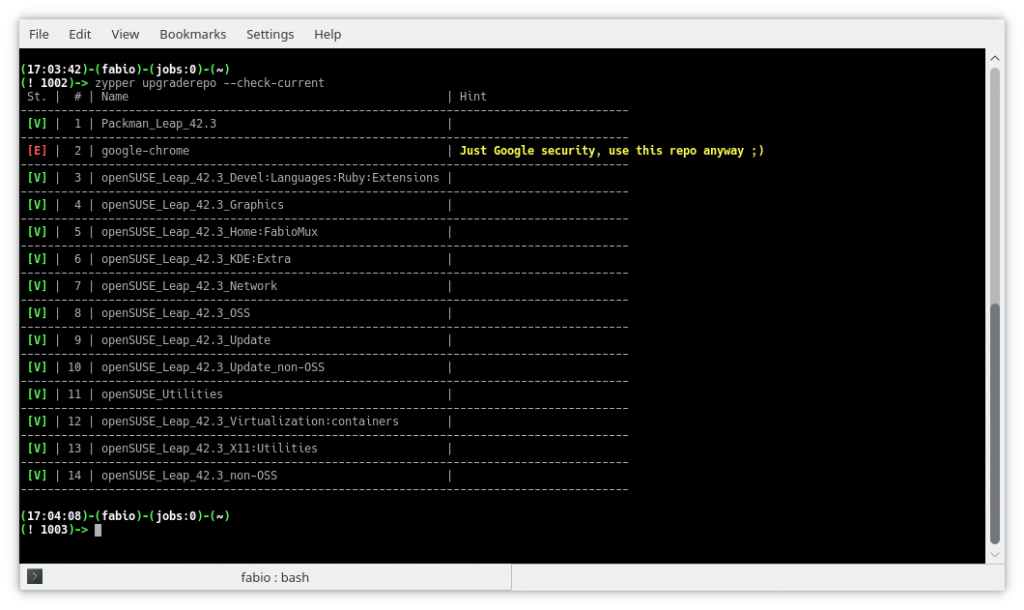 File Edit View Bookmarks Settings Help
(17:03:42)-(fabio)-(jobs:0)-(~)
(! 1002)-> zypper upgraderepo --check-current
St. | # | Name | Hint
[V] | 1 | Packman_Leap_42.3 |
[E] | 2 | google-chrome | Just Google security, use this repo anyway ;)
[V] | 3 | openSUSE_Leap_42.3_Devel:Languages:Ruby:Extensions |
[V] | 4 | openSUSE_Leap_42.3_Graphics |
[V] | 5 | openSUSE_Leap_42.3_Home:FabioMux |
[V] | 6 | openSUSE_Leap_42.3_KDE:Extra |
[V] | 7 | openSUSE_Leap_42.3_Network |
[V] | 8 | openSUSE_Leap_42.3_OSS |
[V] | 9 | openSUSE_Leap_42.3_Update |
[V] | 10 | openSUSE_Leap_42.3_Update_non-OSS |
[V] | 11 | openSUSE_Utilities |
[V] | 12 | openSUSE_Leap_42.3_Virtualization:containers |
[V] | 13 | openSUSE_Leap_42.3_X11:Utilities |
[V] | 14 | openSUSE_Leap_42.3_non-OSS |
(17:04:08)-(fabio)-(jobs:0)-(~)
(! 1003)->
fabio : bash